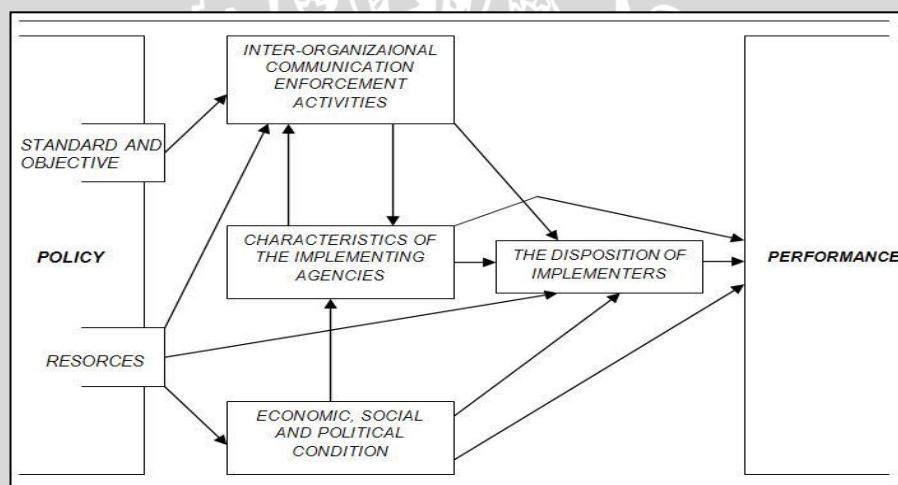 INTER-ORGANIZAIONAL
COMMUNICATION
ENFORCEMENT
ACTIVITIES
STANDARD AND
OBJECTIVE
POLICY
CHARACTERISTICS OF
THE IMPLEMENTING
AGENCIES
THE DISPOSITION OF
IMPLEMENTERS
PERFORMANCE
RESORCES
ECONOMIC, SOCIAL
AND POLITICAL
CONDITION